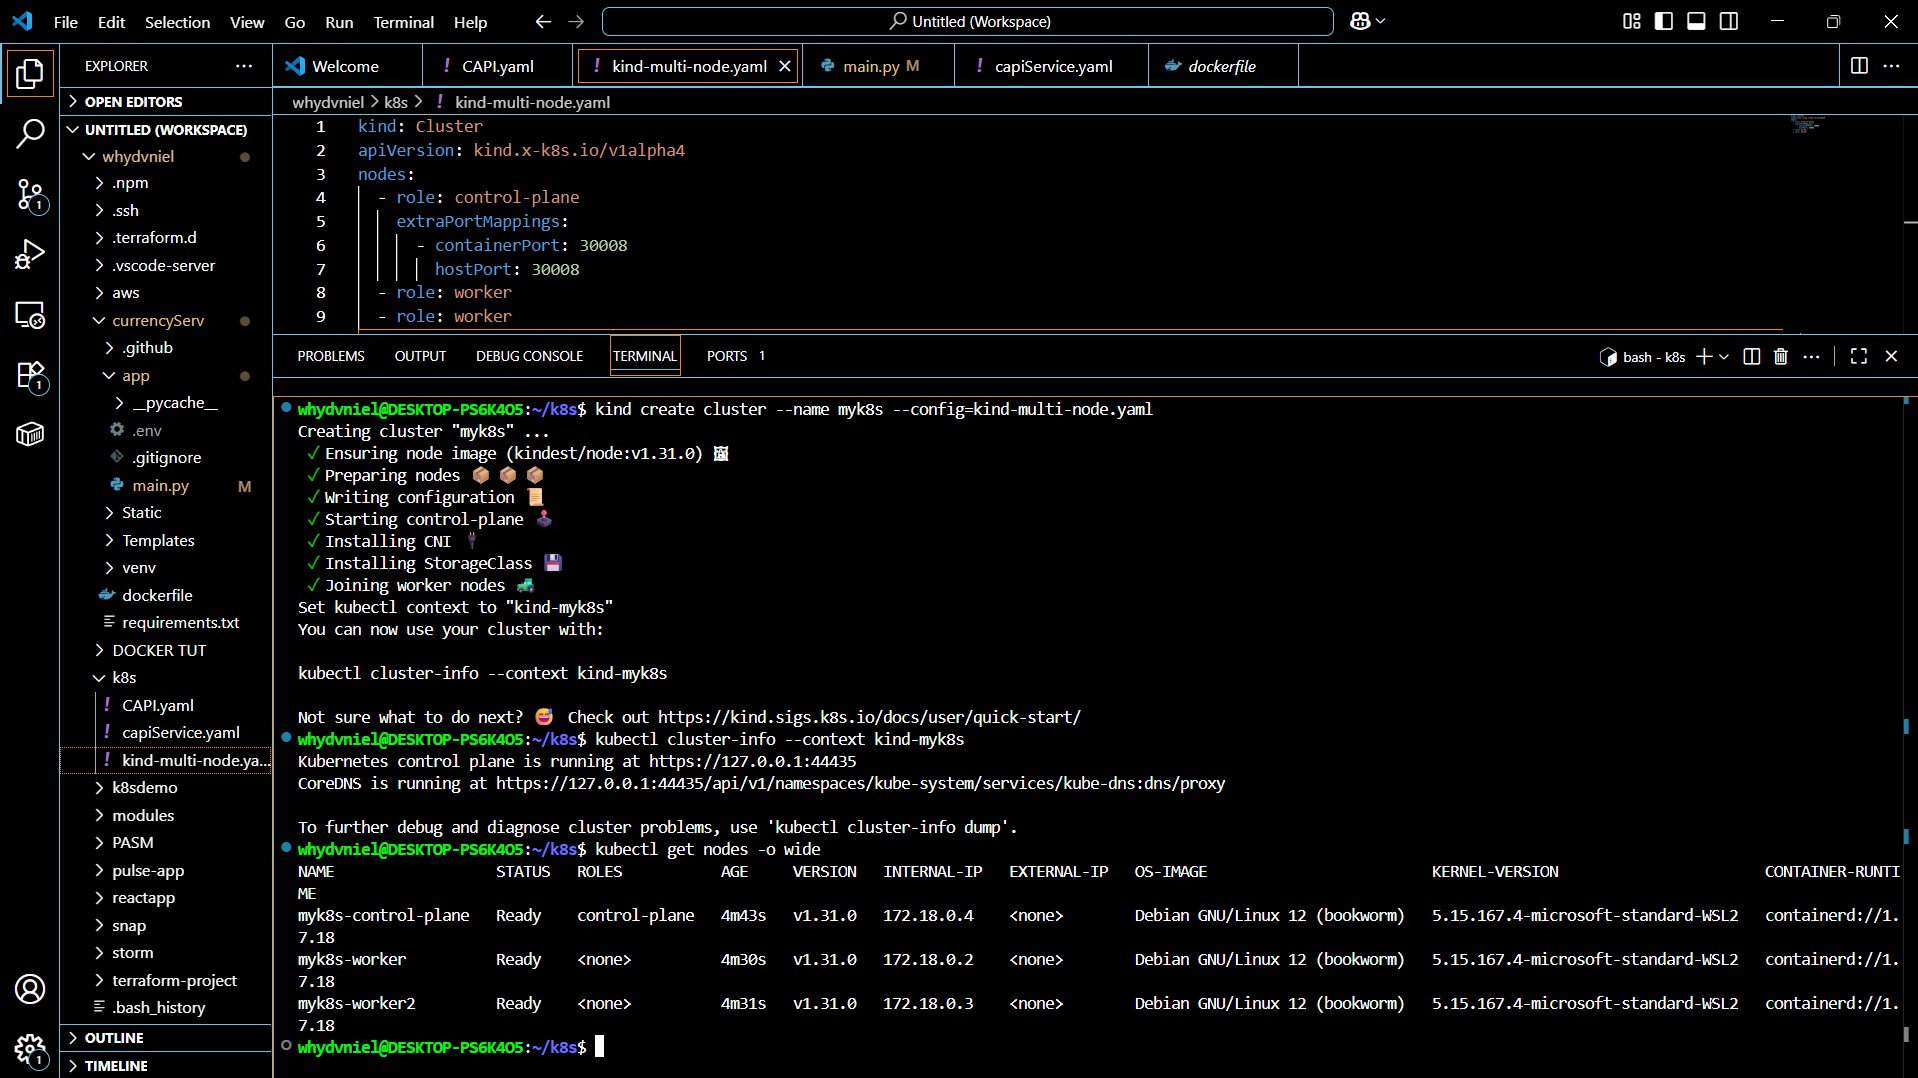 File Edit Selection View Go Run Terminal Help Untitled (Workspace)
EXPLORER
Welcome CAPI.yaml kind-multi-node.yaml main.py M capiService.yaml dockerfile
whydvniel > k8s > ! kind-multi-node.yaml
OPEN EDITORS
UNTITLED (WORKSPACE)
whydvniel
.npm
.ssh
.terraform.d
.vscode-server
aws
currencyServ
.github
app
__pycache__
.env
.gitignore
main.py M
Static
Templates
venv
dockerfile
requirements.txt
DOCKER TUT
k8s
! CAPI.yaml
! capiService.yaml
! kind-multi-node.ya...
k8sdemo
modules
PASM
pulse-app
reactapp
snap
storm
terraform-project
.bash_history
OUTLINE
TIMELINE
1
1
1
1 kind: Cluster
2 apiVersion: kind.x-k8s.io/v1alpha4
3 nodes:
4 - role: control-plane
5 extraPortMappings:
6 - containerPort: 30008
7 hostPort: 30008
8 - role: worker
9 - role: worker
PROBLEMS OUTPUT DEBUG CONSOLE TERMINAL PORTS 1 bash - k8s
whydvniel@DESKTOP-PS6K4O5:~/k8s$ kind create cluster --name myk8s --config=kind-multi-node.yaml
Creating cluster "myk8s" ...
✓ Ensuring node image (kindest/node:v1.31.0) 🖼
✓ Preparing nodes 📦 📦 📦
✓ Writing configuration 📜
✓ Starting control-plane 🕹️
✓ Installing CNI 🔌
✓ Installing StorageClass 💾
✓ Joining worker nodes 🚜
Set kubectl context to "kind-myk8s"
You can now use your cluster with:
kubectl cluster-info --context kind-myk8s
Not sure what to do next? 😅 Check out https://kind.sigs.k8s.io/docs/user/quick-start/
whydvniel@DESKTOP-PS6K4O5:~/k8s$ kubectl cluster-info --context kind-myk8s
Kubernetes control plane is running at https://127.0.0.1:44435
CoreDNS is running at https://127.0.0.1:44435/api/v1/namespaces/kube-system/services/kube-dns:dns/proxy
To further debug and diagnose cluster problems, use 'kubectl cluster-info dump'.
whydvniel@DESKTOP-PS6K4O5:~/k8s$ kubectl get nodes -o wide
NAME STATUS ROLES AGE VERSION INTERNAL-IP EXTERNAL-IP OS-IMAGE KERNEL-VERSION CONTAINER-RUNTI
ME
myk8s-control-plane Ready control-plane 4m43s v1.31.0 172.18.0.4 <none> Debian GNU/Linux 12 (bookworm) 5.15.167.4-microsoft-standard-WSL2 containerd://1.
7.18
myk8s-worker Ready <none> 4m30s v1.31.0 172.18.0.2 <none> Debian GNU/Linux 12 (bookworm) 5.15.167.4-microsoft-standard-WSL2 containerd://1.
7.18
myk8s-worker2 Ready <none> 4m31s v1.31.0 172.18.0.3 <none> Debian GNU/Linux 12 (bookworm) 5.15.167.4-microsoft-standard-WSL2 containerd://1.
7.18
whydvniel@DESKTOP-PS6K4O5:~/k8s$